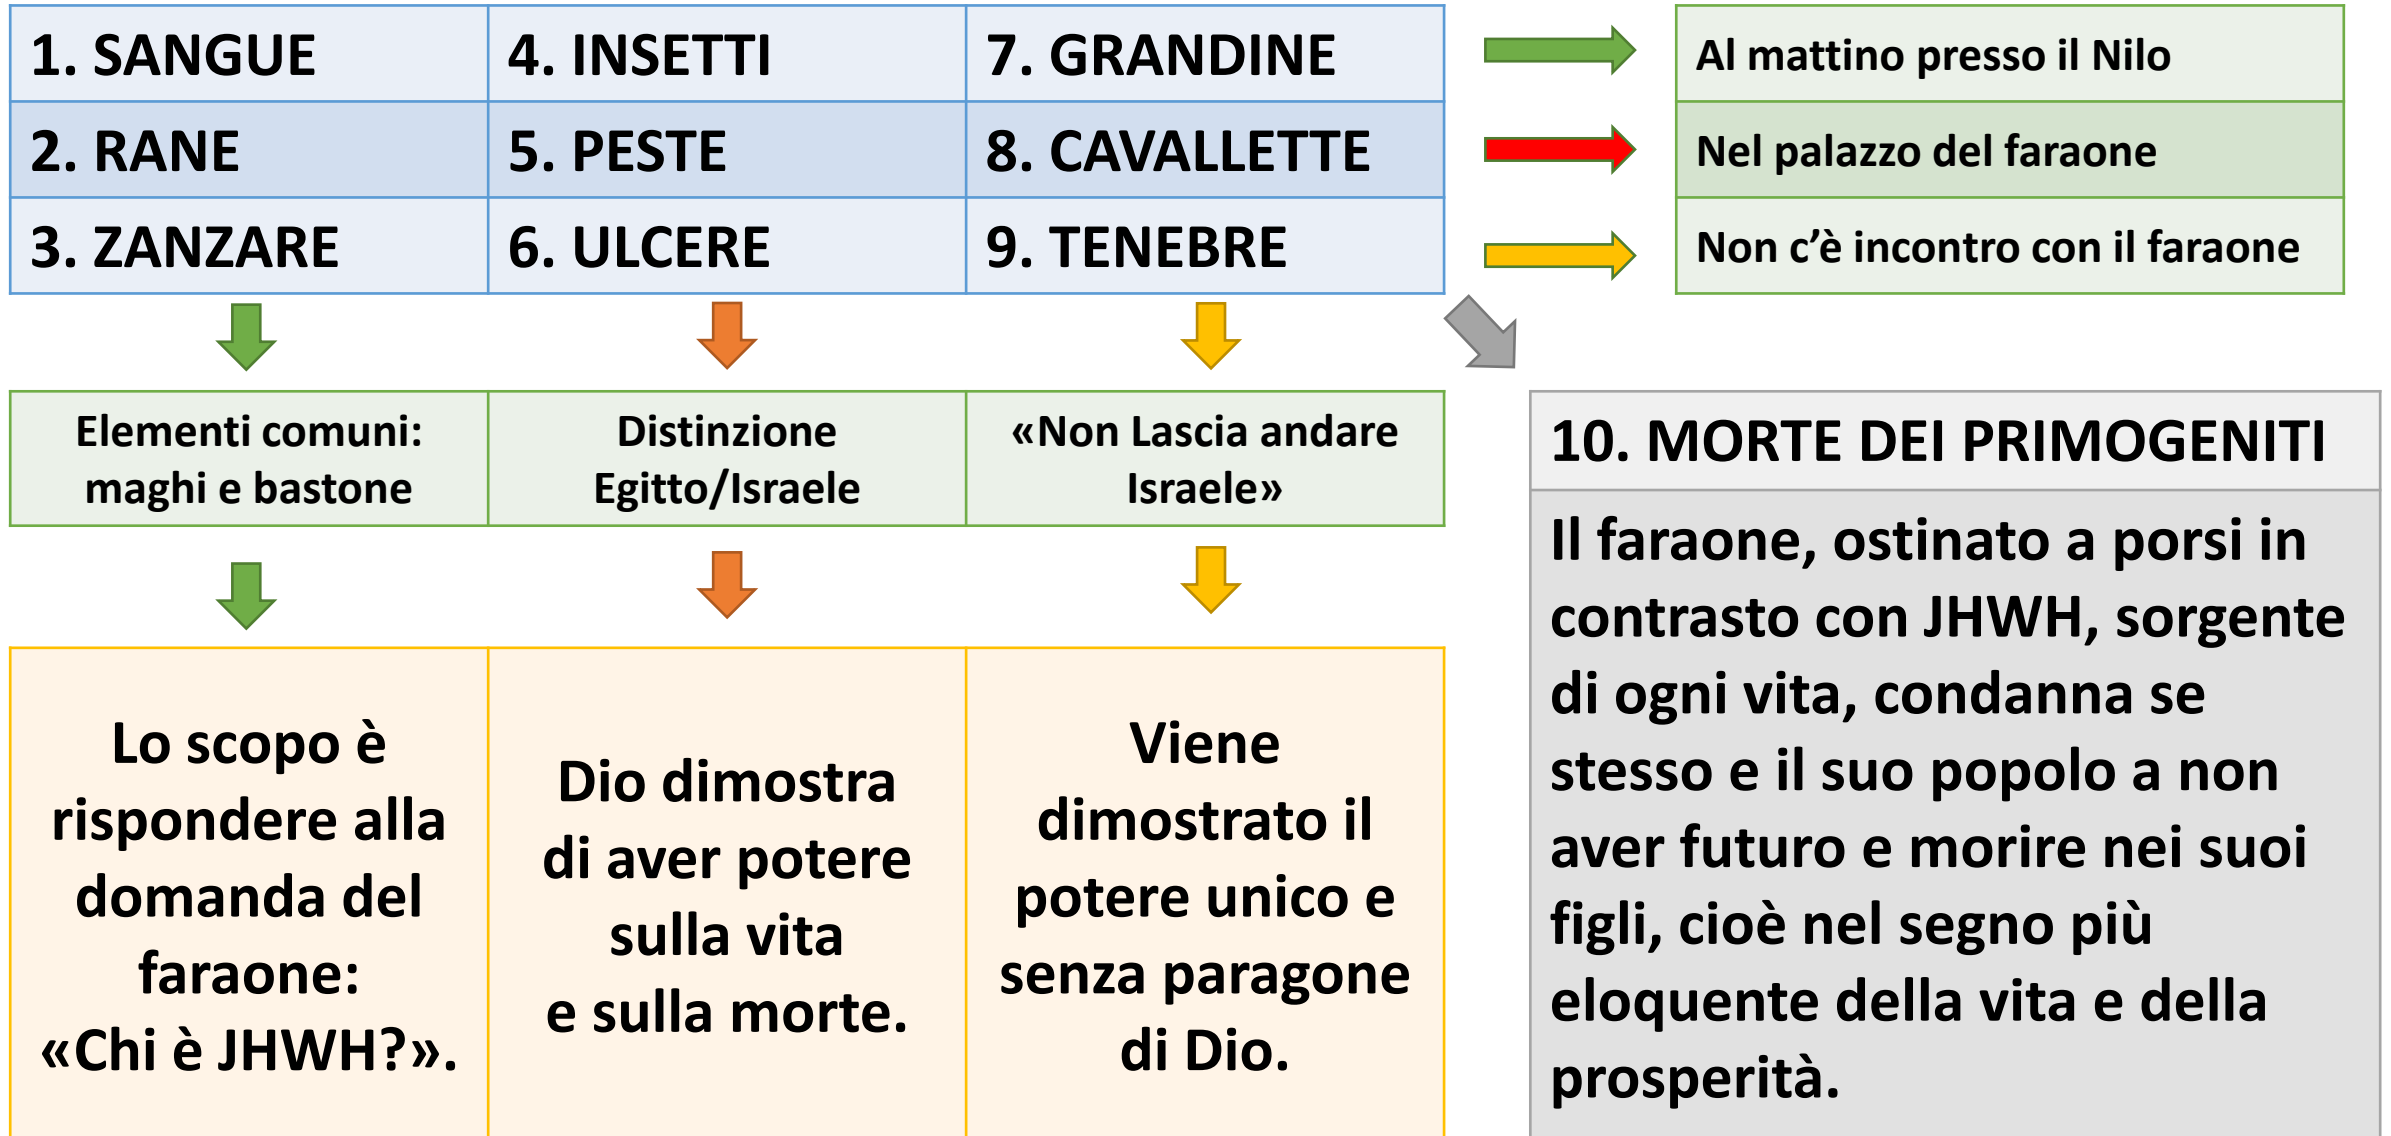 1. SANGUE
4. INSETTI
7. GRANDINE
Al mattino presso il Nilo
2. RANE
5. PESTE
8. CAVALLETTE
Nel palazzo del faraone
3. ZANZARE
6. ULCERE
9. TENEBRE
Non c’è incontro con il faraone
Elementi comuni:
maghi e bastone
Distinzione
Egitto/Israele
«Non Lascia andare
Israele»
Lo scopo è
rispondere alla
domanda del
faraone:
«Chi è JHWH?».
Dio dimostra
di aver potere
sulla vita
e sulla morte.
Viene
dimostrato il
potere unico e
senza paragone
di Dio.
10. MORTE DEI PRIMOGENITI
Il faraone, ostinato a porsi in
contrasto con JHWH, sorgente
di ogni vita, condanna se
stesso e il suo popolo a non
aver futuro e morire nei suoi
figli, cioè nel segno più
eloquente della vita e della
prosperità.